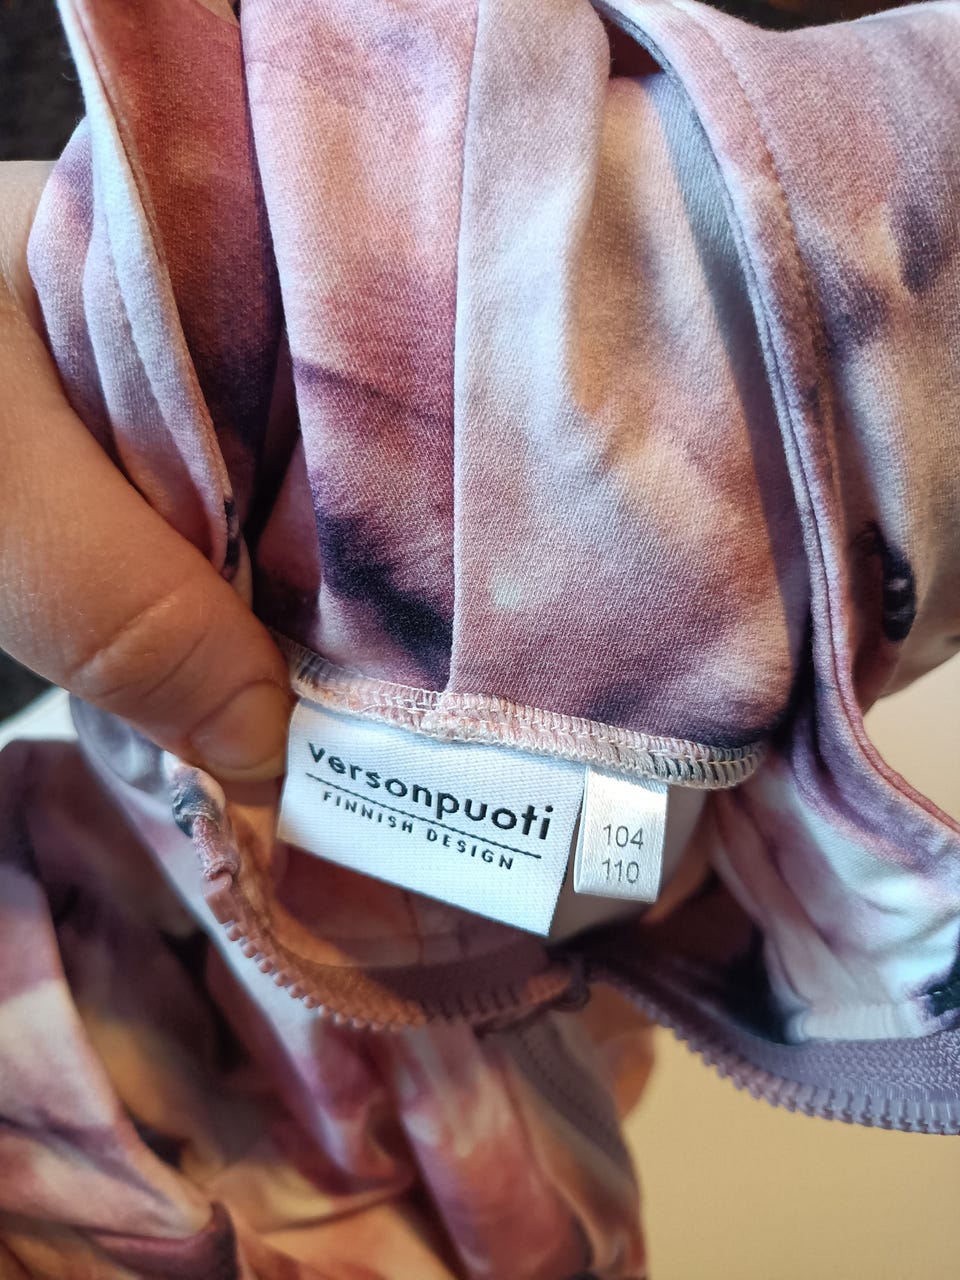 versonpuoti
FINNISH DESIGN
104
110